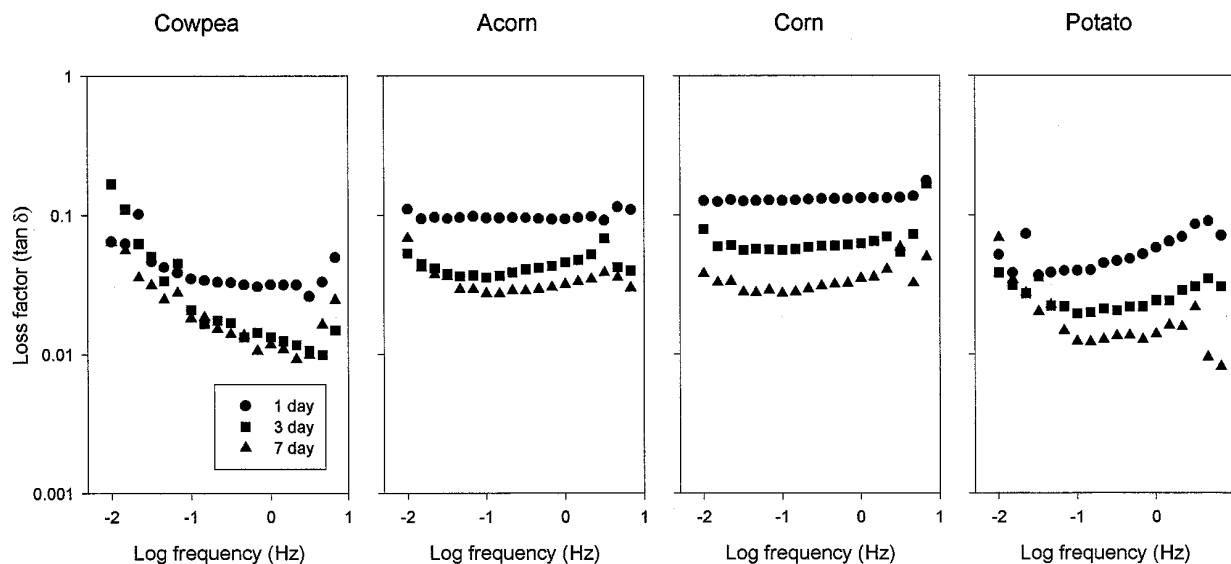 Cowpea
Acorn
Corn
Potato
Loss factor (tan δ)
1
0.1
0.01
0.001
1 day
3 day
7 day
-2 -1 0 1
-2 -1 0 1
-2 -1 0 1
-2 -1 0
Log frequency (Hz)
Log frequency (Hz)
Log frequency (Hz)
Log frequency (Hz)